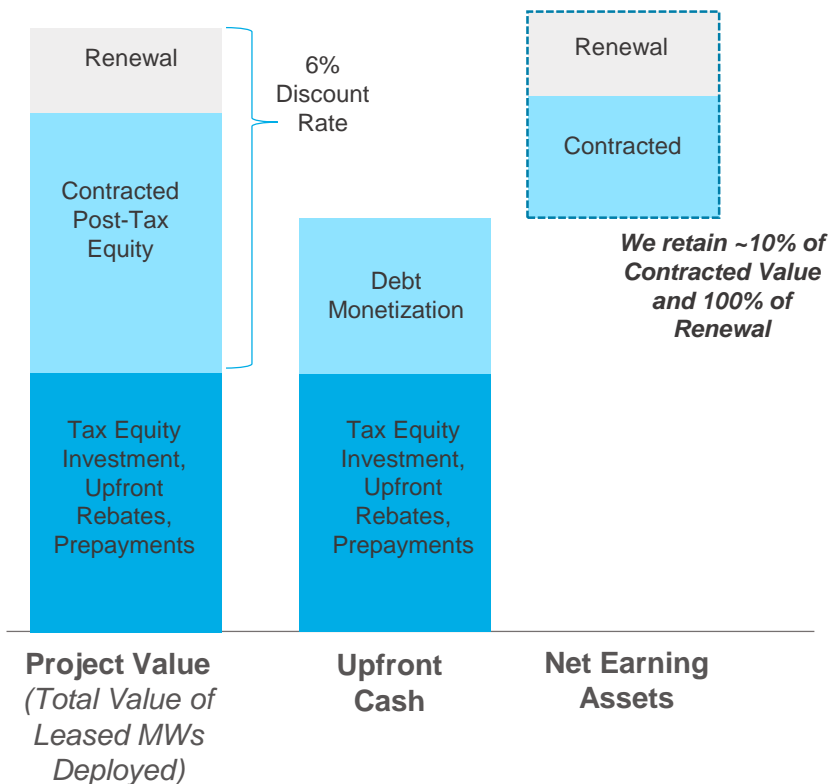 Renewal
Contracted
Post-Tax
Equity
Tax Equity
Investment,
Upfront
Rebates,
Prepayments
6%
Discount
Rate
Debt
Monetization
Tax Equity
Investment,
Upfront
Rebates,
Prepayments
Renewal
Contracted
We retain ~10% of
Contracted Value
and 100% of
Renewal
Project Value
(Total Value of
Leased MWs
Deployed)
Upfront
Cash
Net Earning
Assets